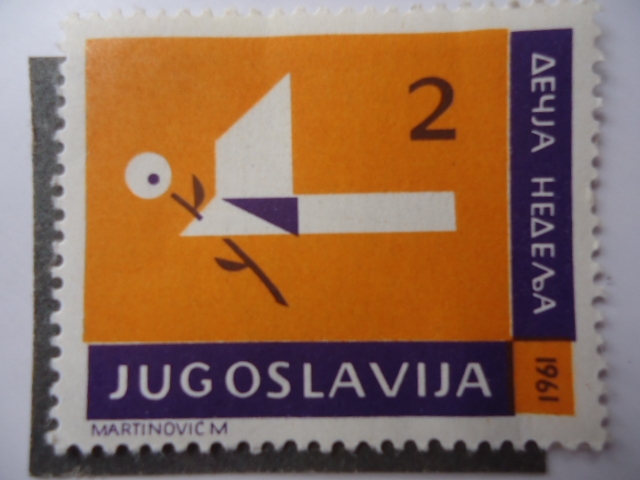 2
ДЕЧЈА НЕДЕЉА
1961
JUGOSLAVIJA
MARTINOVIĆ M